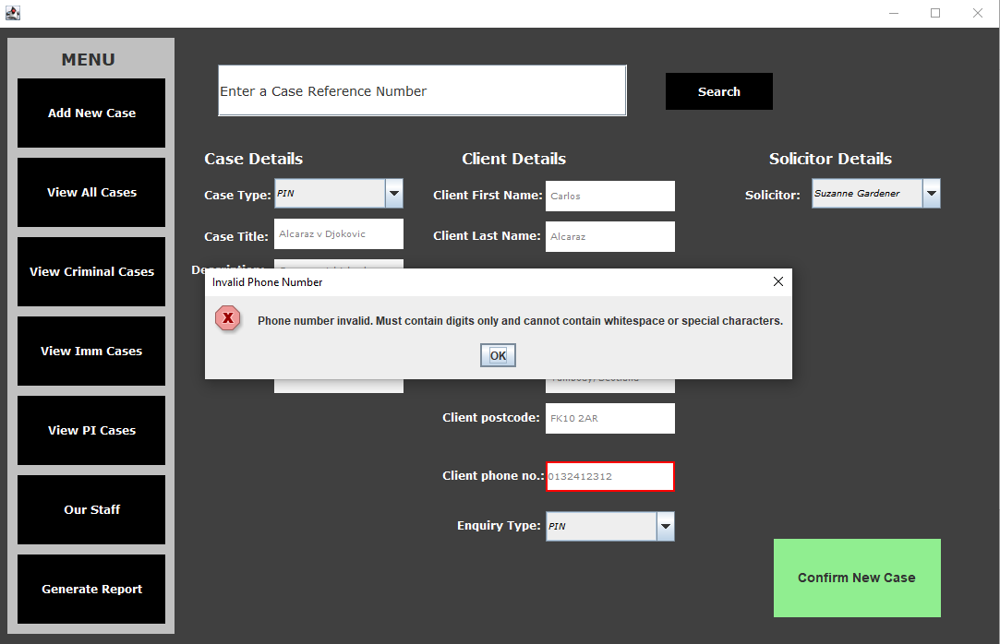 MENU
Add New Case
View All Cases
View Criminal Cases
View Imm Cases
View PI Cases
Our Staff
Generate Report
Enter a Case Reference Number
Search
Case Details
Client Details
Solicitor Details
Case Type: PIN
Client First Name: Carlos
Solicitor: Suzanne Gardener
Case Title: Alcaraz v Djokovic
Client Last Name: Alcaraz
Invalid Phone Number
Phone number invalid. Must contain digits only and cannot contain whitespace or special characters.
OK
Client postcode: FK10 2AR
Client phone no.: 0132412312
Enquiry Type: PIN
Confirm New Case